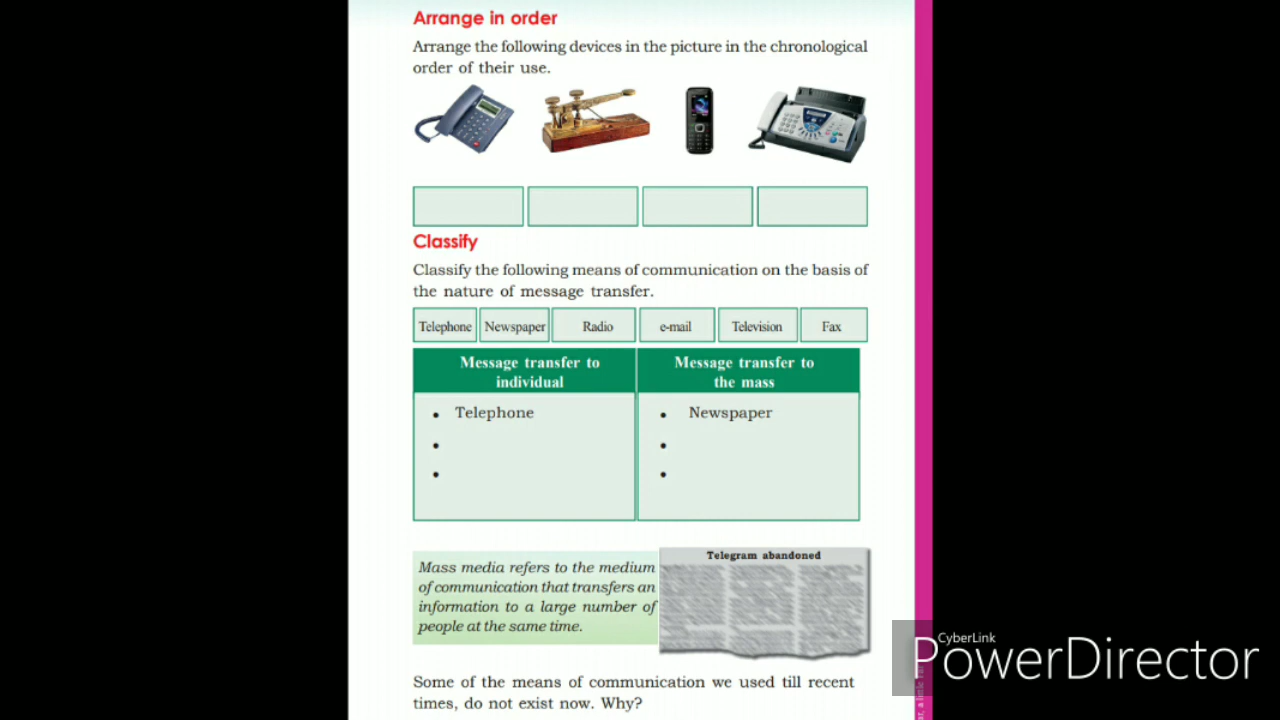 Arrange in order
Arrange the following devices in the picture in the chronological
order of their use.
Classify
Classify the following means of communication on the basis of
the nature of message transfer.
Telephone Newspaper Radio e-mail Television Fax
Message transfer to
individual
Message transfer to
the mass
• Telephone
•
•
• Newspaper
•
•
Mass media refers to the medium
of communication that transfers an
information to a large number of
people at the same time.
Telegram abandoned
Some of the means of communication we used till recent
times, do not exist now. Why?
CyberLink
PowerDirector